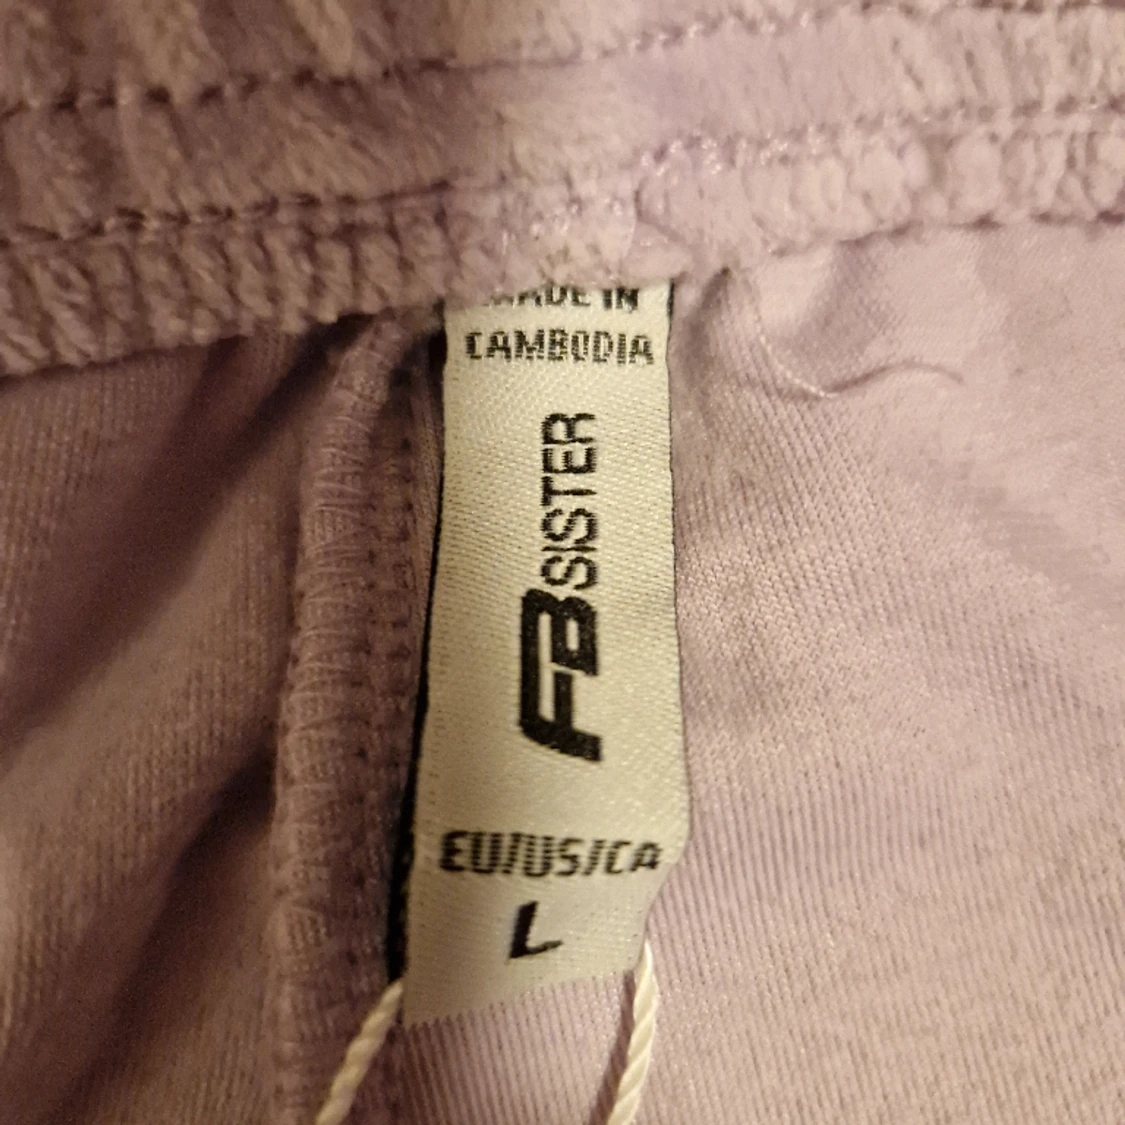 MADE IN
CAMBODIA
FB SISTER
EU/US/CA
L